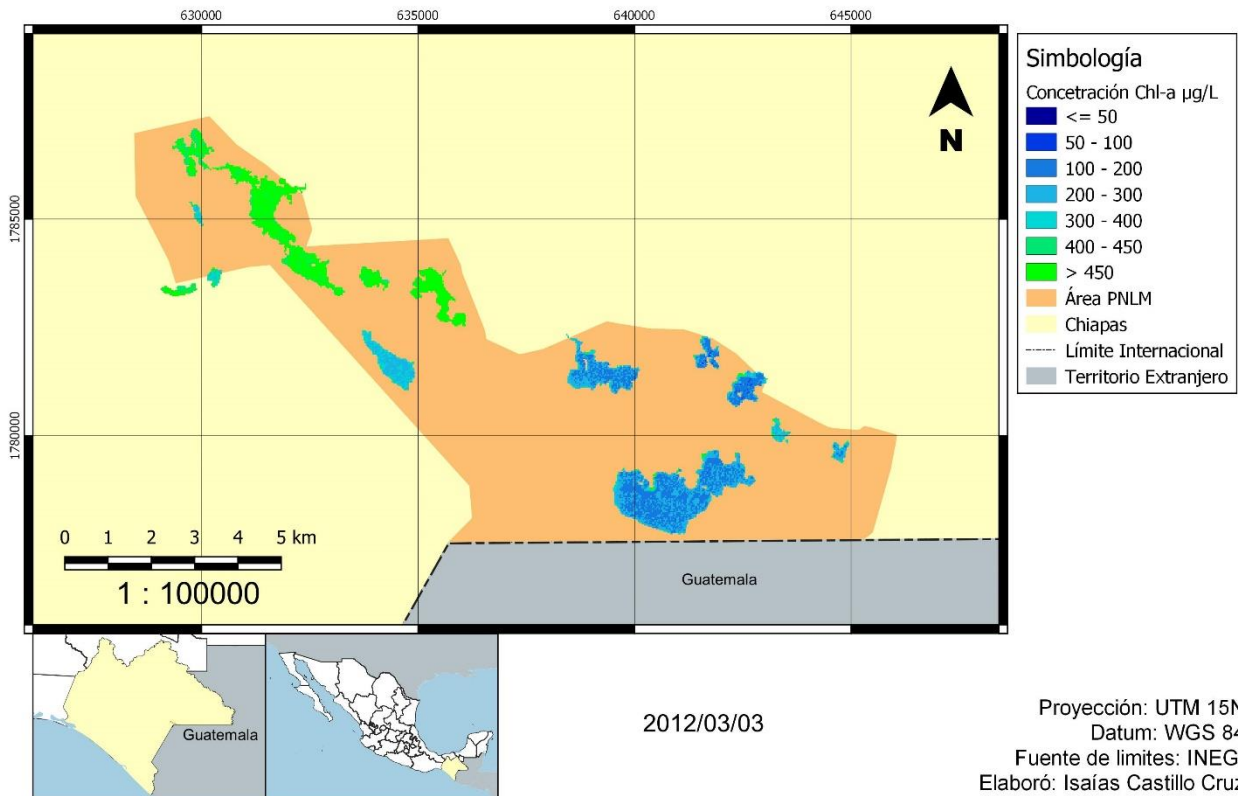 630000
635000
640000
645000
1785000
1780000
N
0 1 2 3 4 5 km
1 : 100000
Guatemala
Simbología
Concetración Chl-a µg/L
<= 50
50 - 100
100 - 200
200 - 300
300 - 400
400 - 450
> 450
Área PNLM
Chiapas
Límite Internacional
Territorio Extranjero
Guatemala
2012/03/03
Proyección: UTM 15N
Datum: WGS 84
Fuente de limites: INEG
Elaboró: Isaías Castillo Cruz